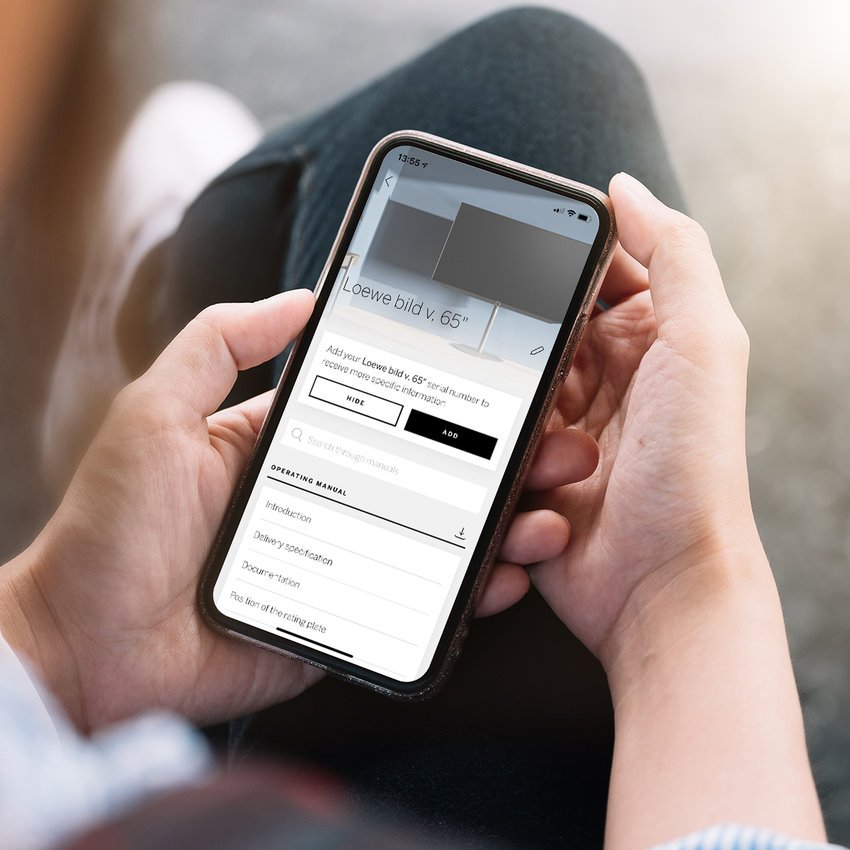 13:55
Loewe bild v. 65"
Add your Loewe bild v. 65" serial number to
receive more specific information.
HIDE
ADD
Search through manuals
OPERATING MANUAL
Introduction
Delivery specification
Documentation
Position of the rating plate